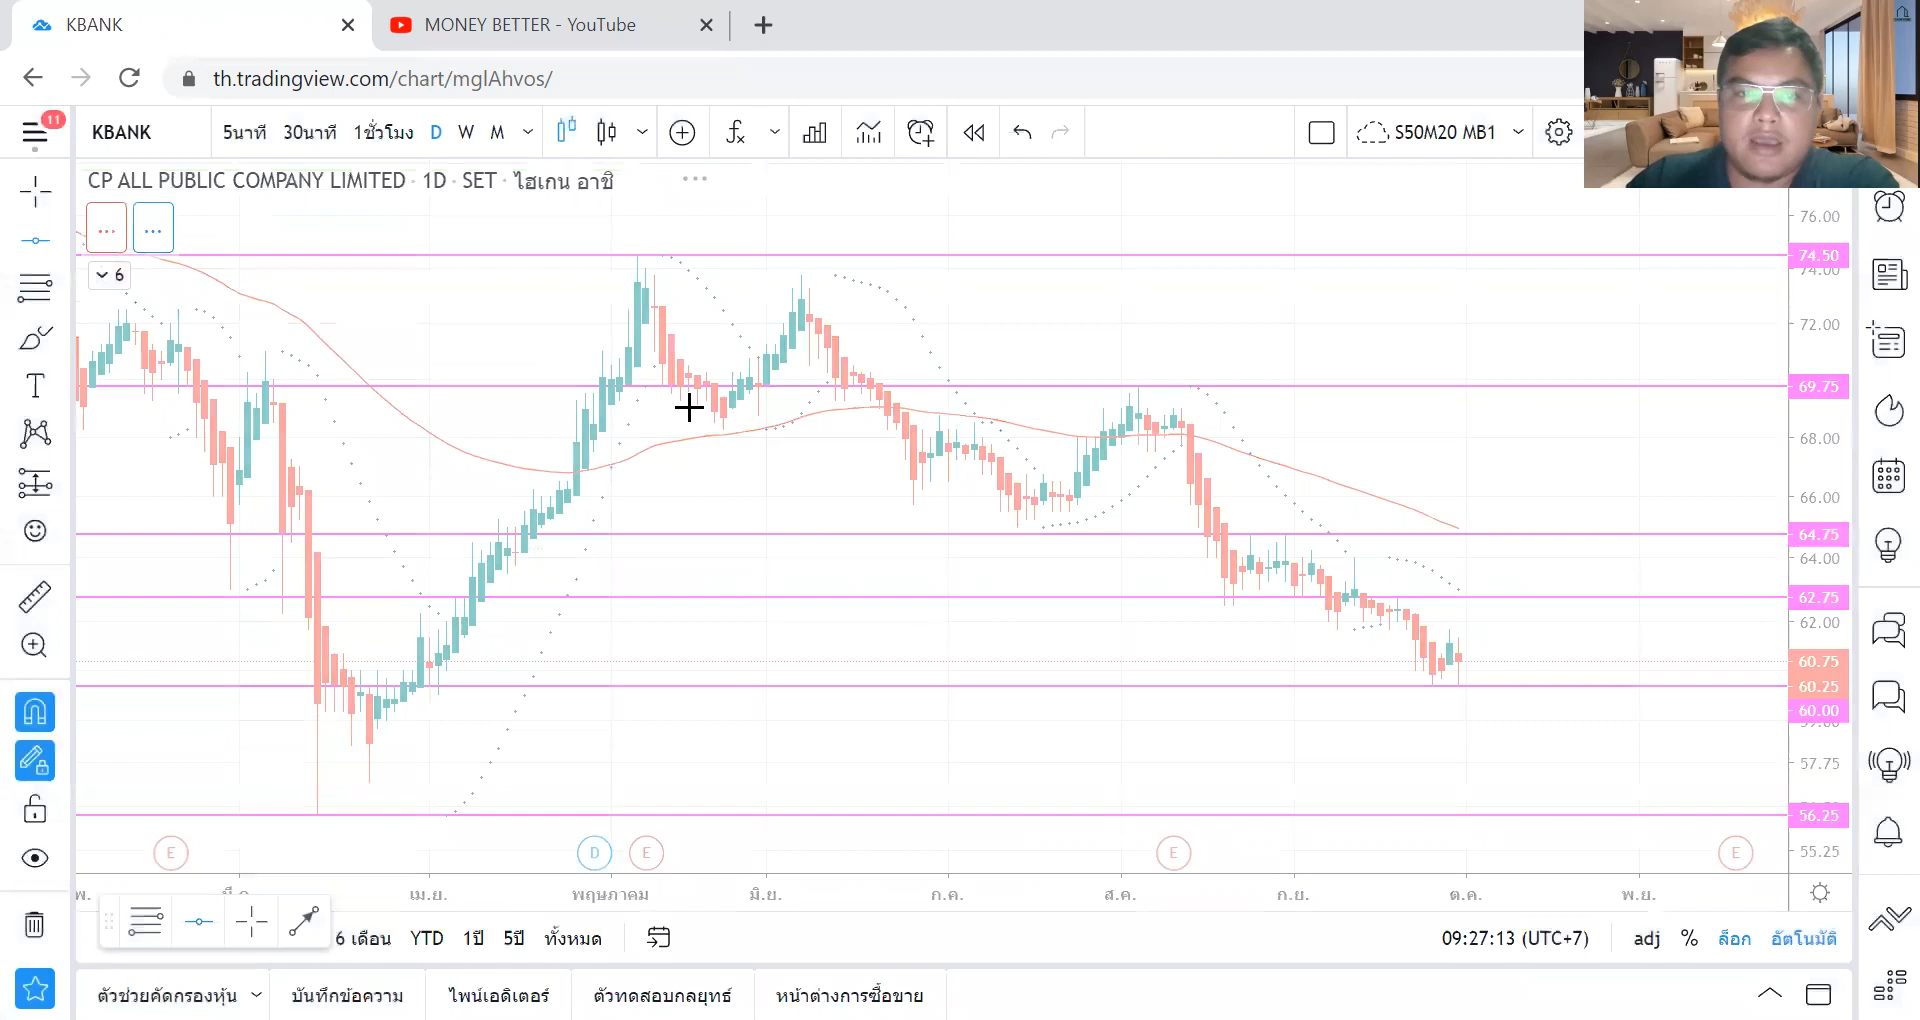 KBANK
MONEY BETTER - YouTube
th.tradingview.com/chart/mglAhvos/
11
KBANK
5นาที 30นาที 1ชั่วโมง D W M
S50M20 MB1
CP ALL PUBLIC COMPANY LIMITED · 1D · SET · ไฮเกน อาชิ
6
76.00
74.50
74.00
72.00
69.75
68.00
66.00
64.75
64.00
62.75
62.00
60.75
60.25
60.00
57.75
56.25
55.25
E D E E E
เม.ย. พฤษภาคม มิ.ย. ก.ค. ส.ค. ก.ย. ต.ค. พ.ย.
6 เดือน YTD 1ปี 5ปี ทั้งหมด
09:27:13 (UTC+7) adj % ล็อก อัตโนมัติ
ตัวช่วยคัดกรองหุ้น บันทึกข้อความ ไพน์เอดิเตอร์ ตัวทดสอบกลยุทธ์ หน้าต่างการซื้อขาย